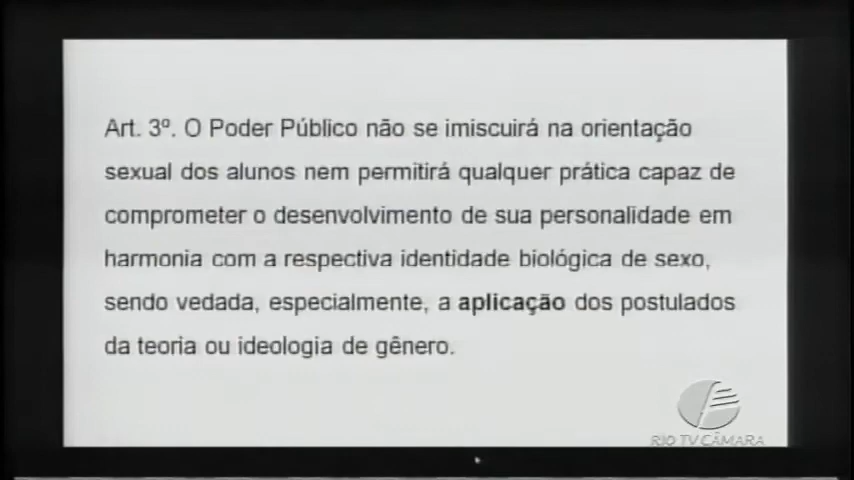 Art. 3º. O Poder Público não se imiscuirá na orientação
sexual dos alunos nem permitirá qualquer prática capaz de
comprometer o desenvolvimento de sua personalidade em
harmonia com a respectiva identidade biológica de sexo,
sendo vedada, especialmente, a aplicação dos postulados
da teoria ou ideologia de gênero.
RIO TV CÂMARA